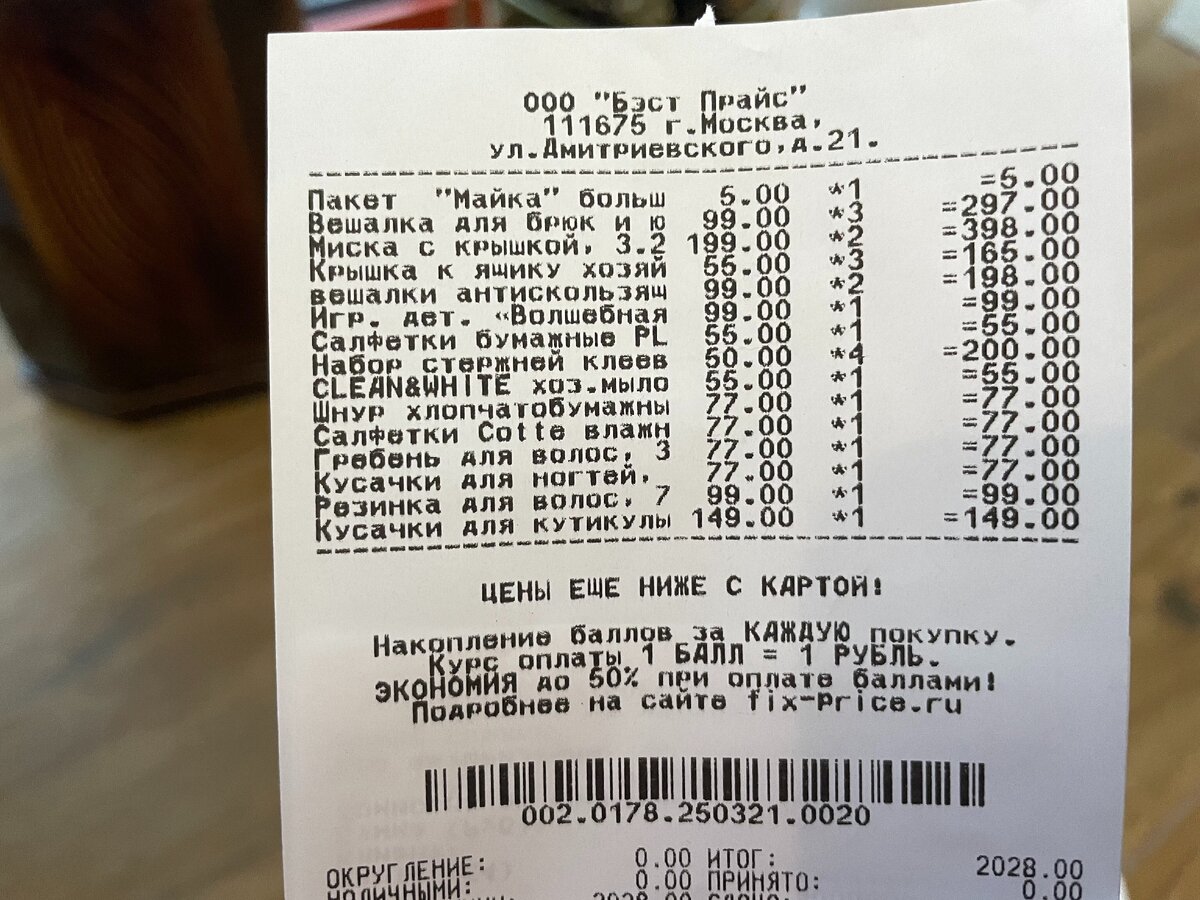 ООО "Бэст Прайс"
111675 г.Москва,
ул.Дмитриевского,д.21.
Пакет "Майка" больш 5.00 *1 =5.00
Вешалка для брюк и ю 99.00 *3 =297.00
Миска с крышкой, 3.2 199.00 *2 =398.00
Крышка к ящику хозяй 55.00 *3 =165.00
вешалки антискользящ 99.00 *2 =198.00
Игр. дет. «Волшебная 99.00 *1 =99.00
Салфетки бумажные PL 55.00 *1 =55.00
Набор стержней клеев 50.00 *4 =200.00
CLEAN&WHITE хоз.мыло 55.00 *1 =55.00
Шнур хлопчатобумажны 77.00 *1 =77.00
Салфетки Cotte влажн 77.00 *1 =77.00
Гребень для волос, 3 77.00 *1 =77.00
Кусачки для ногтей, 77.00 *1 =77.00
Резинка для волос, 7 99.00 *1 =99.00
Кусачки для кутикулы 149.00 *1 =149.00
ЦЕНЫ ЕЩЕ НИЖЕ С КАРТОЙ!
Накопление баллов за КАЖДУЮ покупку.
Курс оплаты 1 БАЛЛ = 1 РУБЛЬ.
ЭКОНОМИЯ до 50% при оплате баллами!
Подробнее на сайте fix-price.ru
002.0178.250321.0020
ОКРУГЛЕНИЕ: 0.00 ИТОГ: 2028.00
НАЛИЧНЫМИ: 0.00 ПРИНЯТО: 0.00